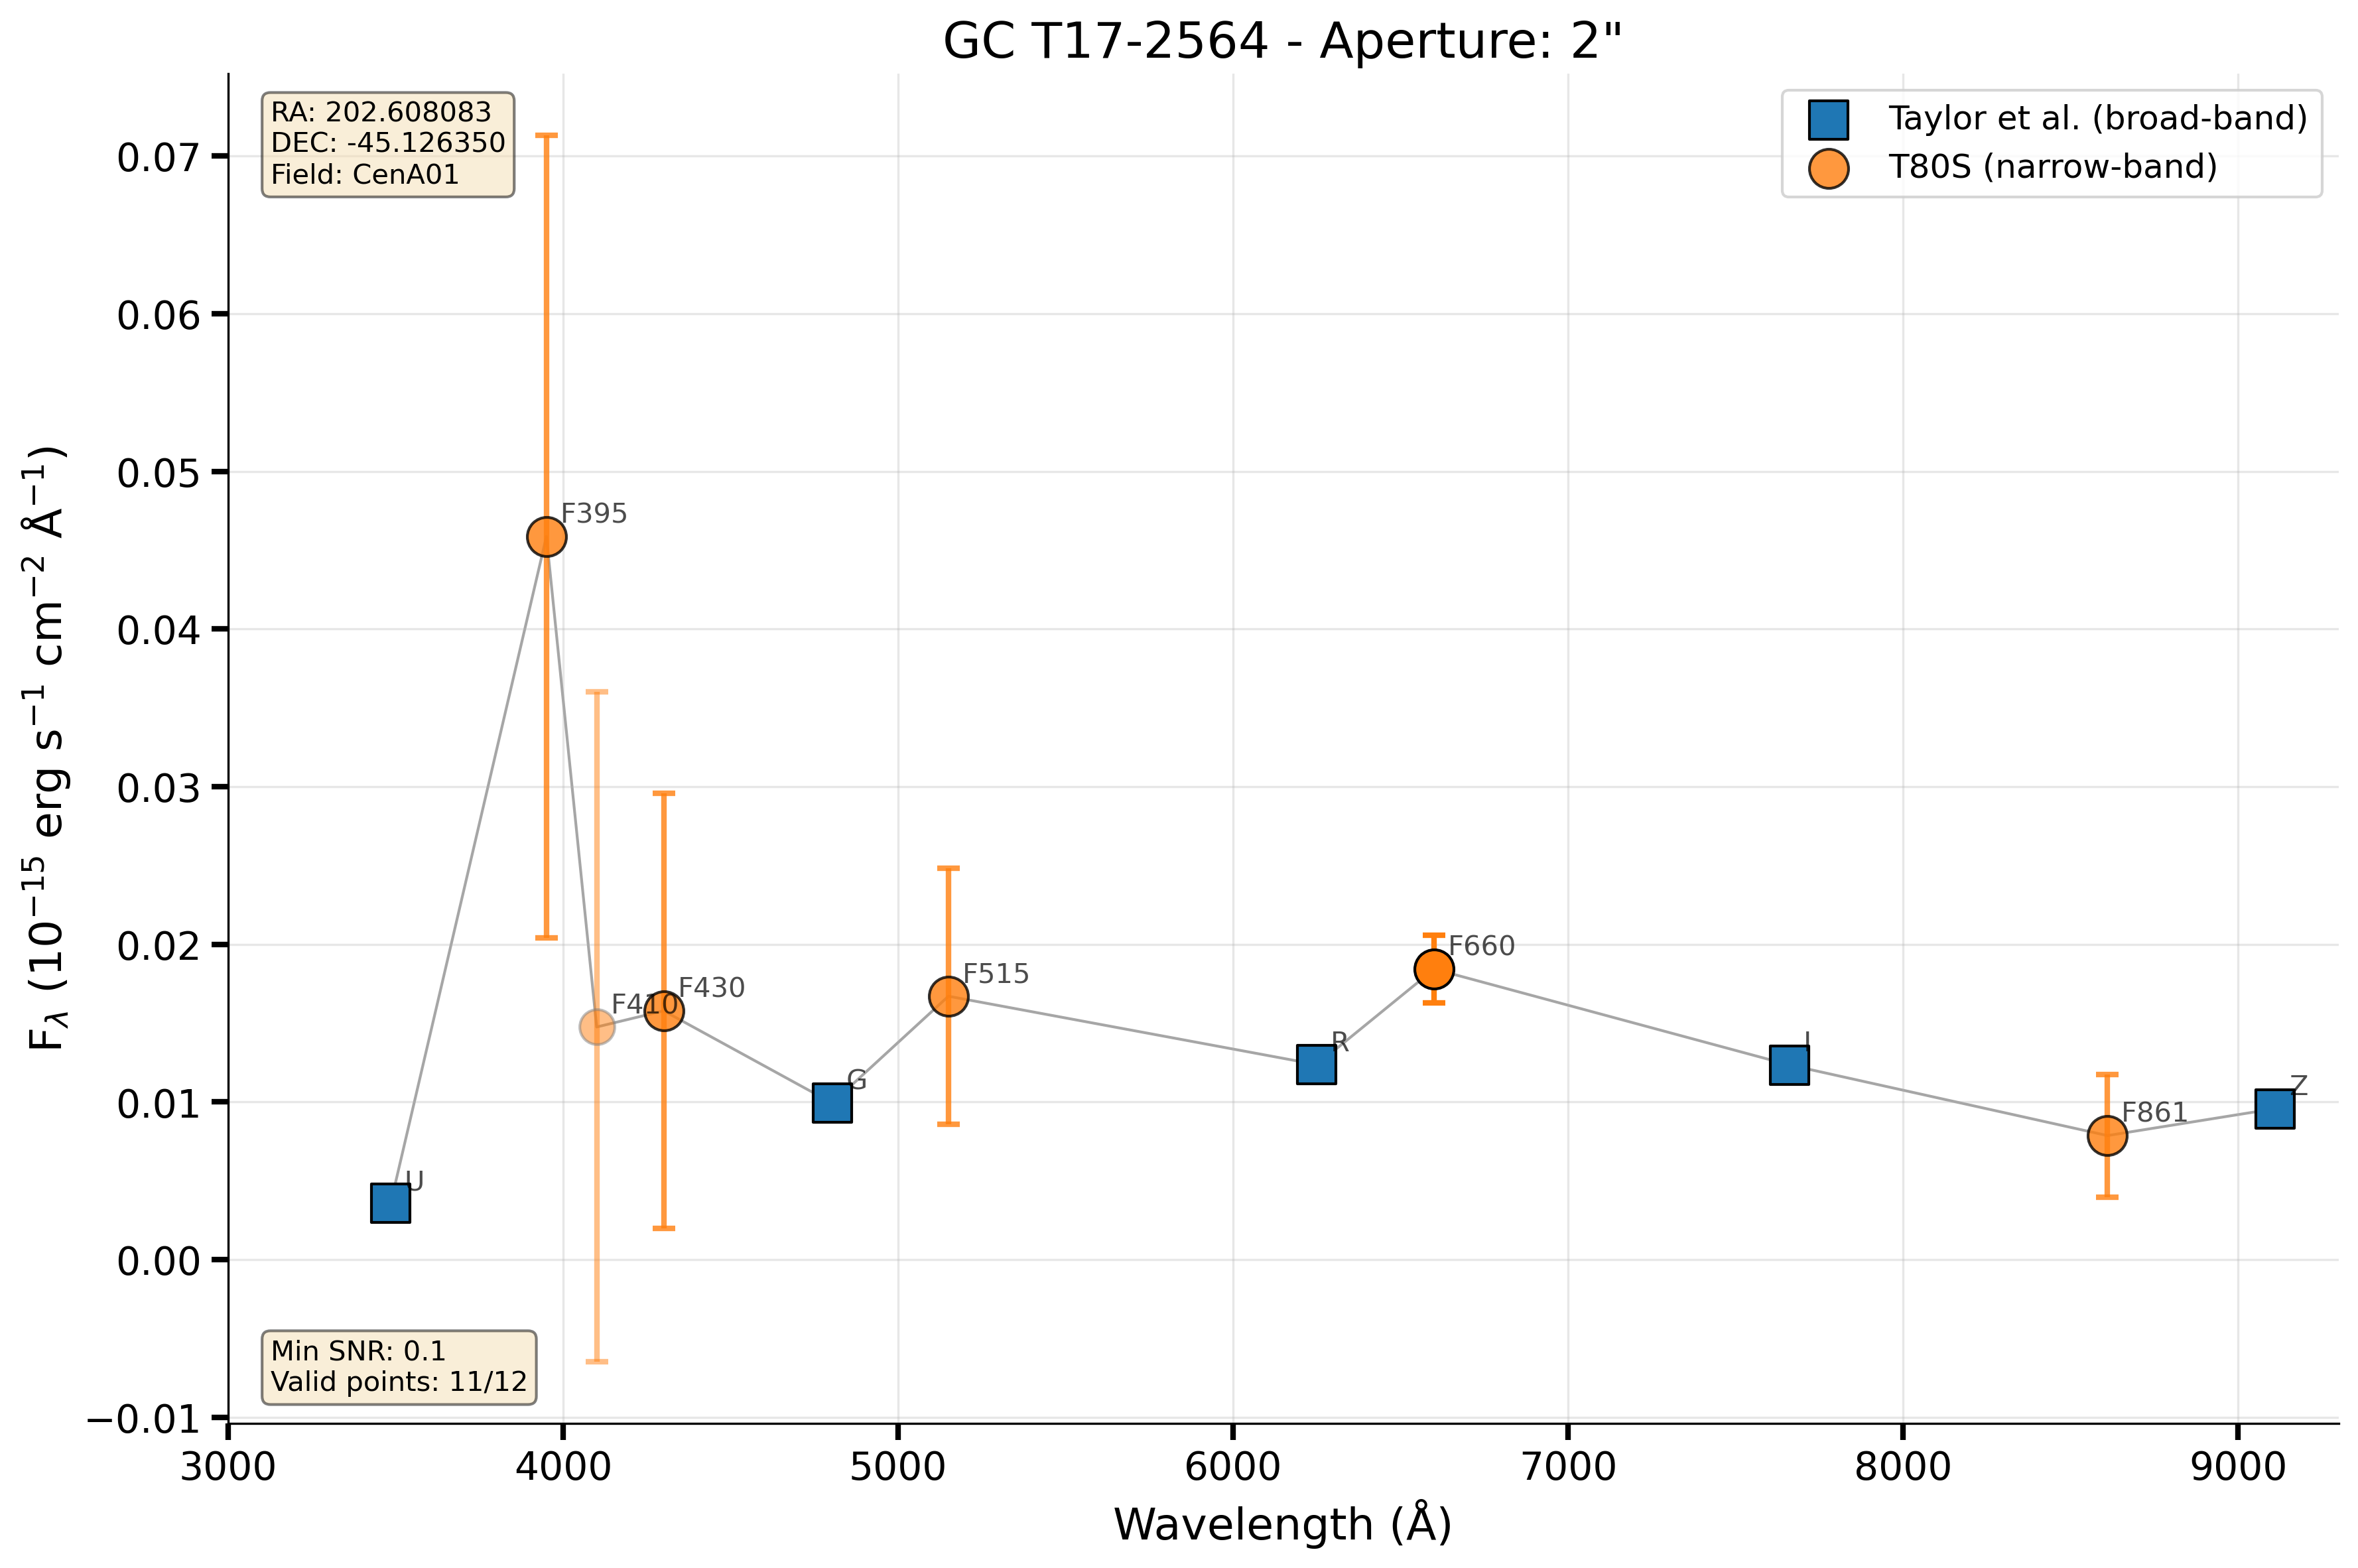 GC T17-2564 - Aperture: 2"
RA: 202.608083
DEC: -45.126350
Field: CenA01
Taylor et al. (broad-band)
T80S (narrow-band)
F_λ (10⁻¹⁵ erg s⁻¹ cm⁻² Å⁻¹)
0.07
0.06
0.05
0.04
0.03
0.02
0.01
0.00
−0.01
U
F395
F410
F430
G
F515
R
F660
I
F861
Z
Min SNR: 0.1
Valid points: 11/12
3000 4000 5000 6000 7000 8000 9000
Wavelength (Å)